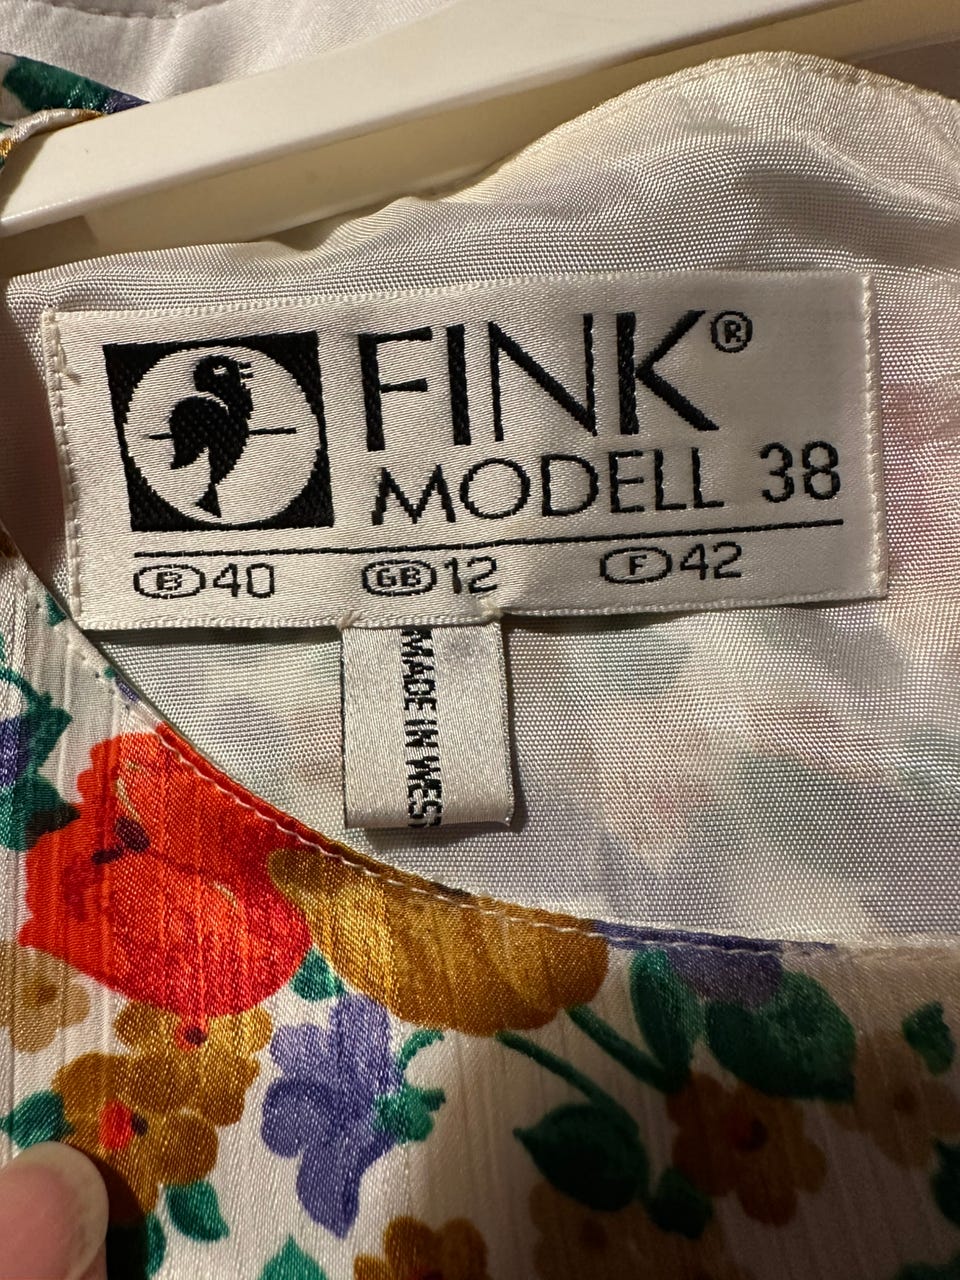 FINK®
MODELL 38
B 40 GB 12 F 42
MADE IN WEST